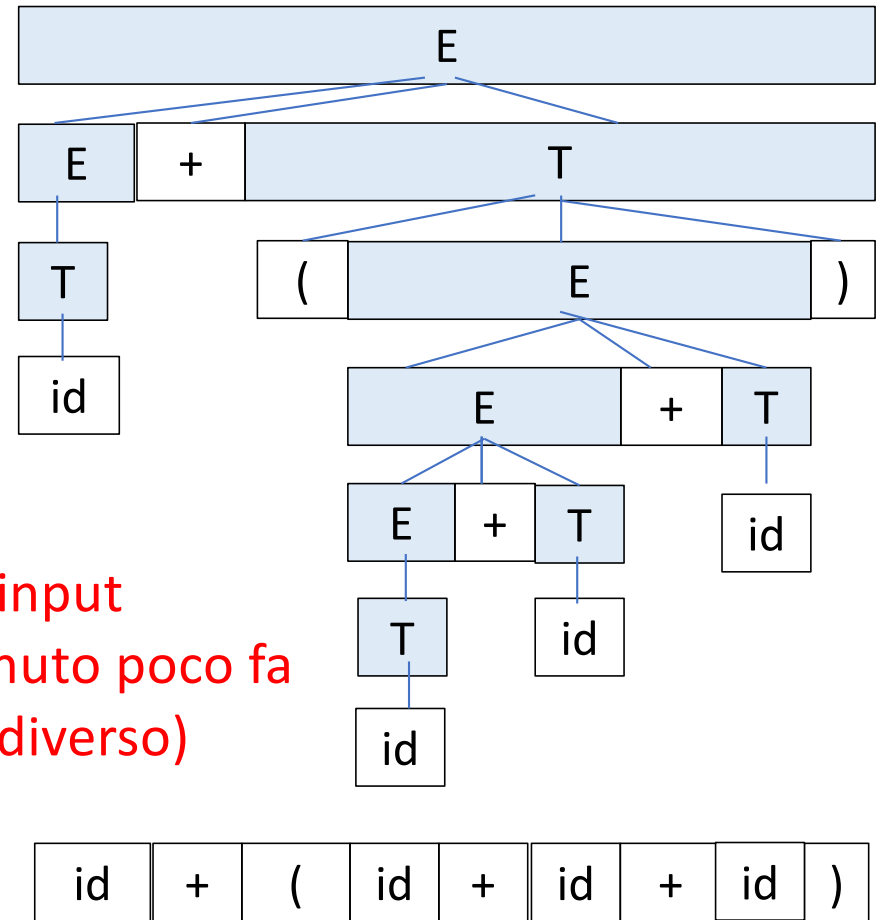 E
E + T
T ( E )
id
E + T
E + T
id
input
T id
nuto poco fa
diverso)
id
id + ( id + id + id )